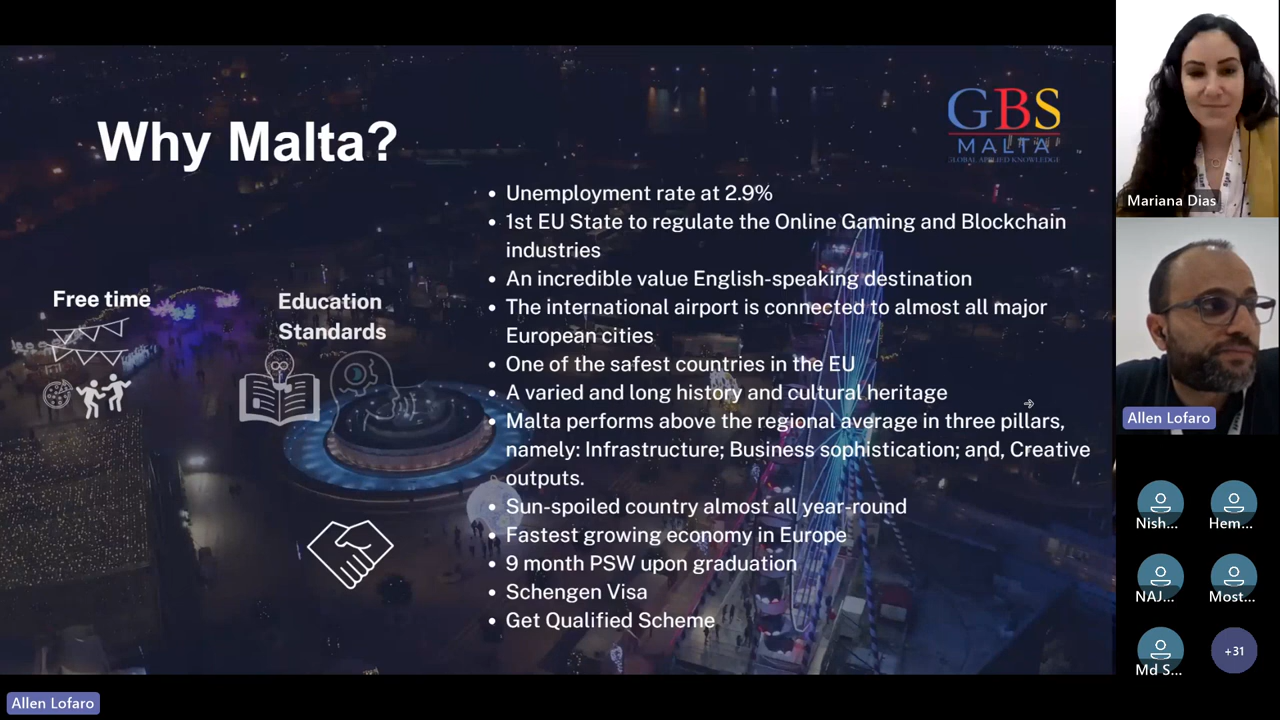 Why Malta?
GBS
MALTA
GLOBAL APPLIED KNOWLEDGE
Free time
Education
Standards
• Unemployment rate at 2.9%
• 1st EU State to regulate the Online Gaming and Blockchain
industries
• An incredible value English-speaking destination
• The international airport is connected to almost all major
European cities
• One of the safest countries in the EU
• A varied and long history and cultural heritage
• Malta performs above the regional average in three pillars,
namely: Infrastructure; Business sophistication; and, Creative
outputs.
• Sun-spoiled country almost all year-round
• Fastest growing economy in Europe
• 9 month PSW upon graduation
• Schengen Visa
• Get Qualified Scheme
Mariana Dias
Allen Lofaro
Nish...
Hem...
NAJ...
Most...
Md S...
+31
Allen Lofaro